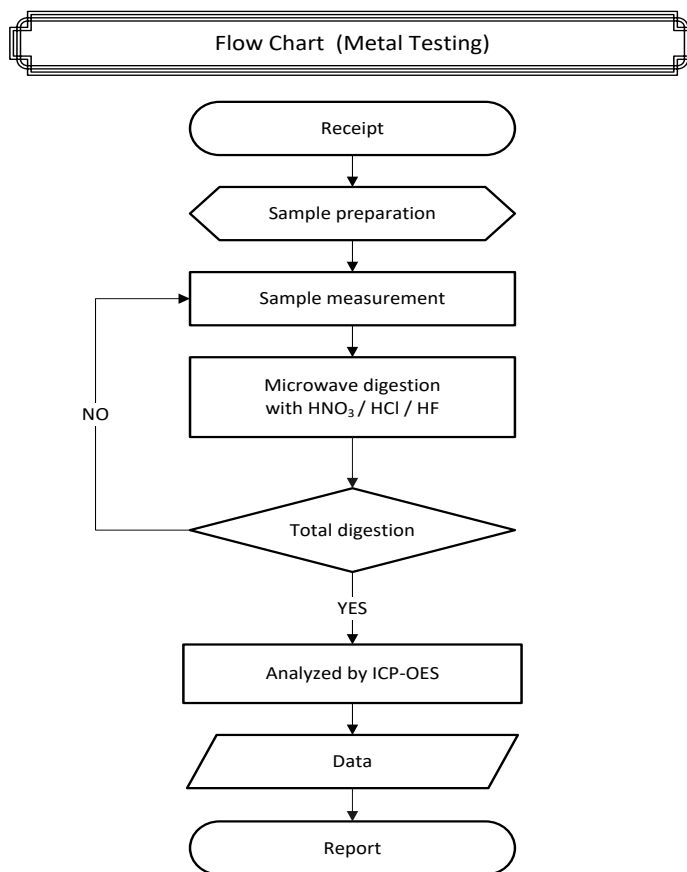 Flow Chart  (Metal Testing)
Receipt
Sample preparation
Sample measurement
Microwave digestion
with HNO₃ / HCl / HF
NO
Total digestion
YES
Analyzed by ICP-OES
Data
Report